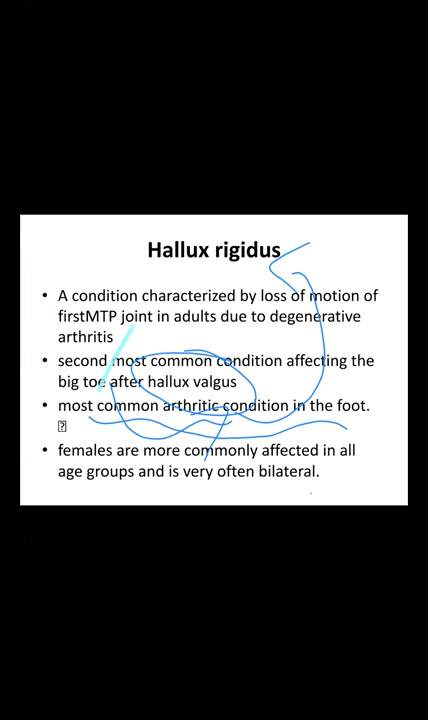 Hallux rigidus
• A condition characterized by loss of motion of
firstMTP joint in adults due to degenerative
arthritis
• second most common condition affecting the
big toe after hallux valgus
• most common arthritic condition in the foot.
• females are more commonly affected in all
age groups and is very often bilateral.